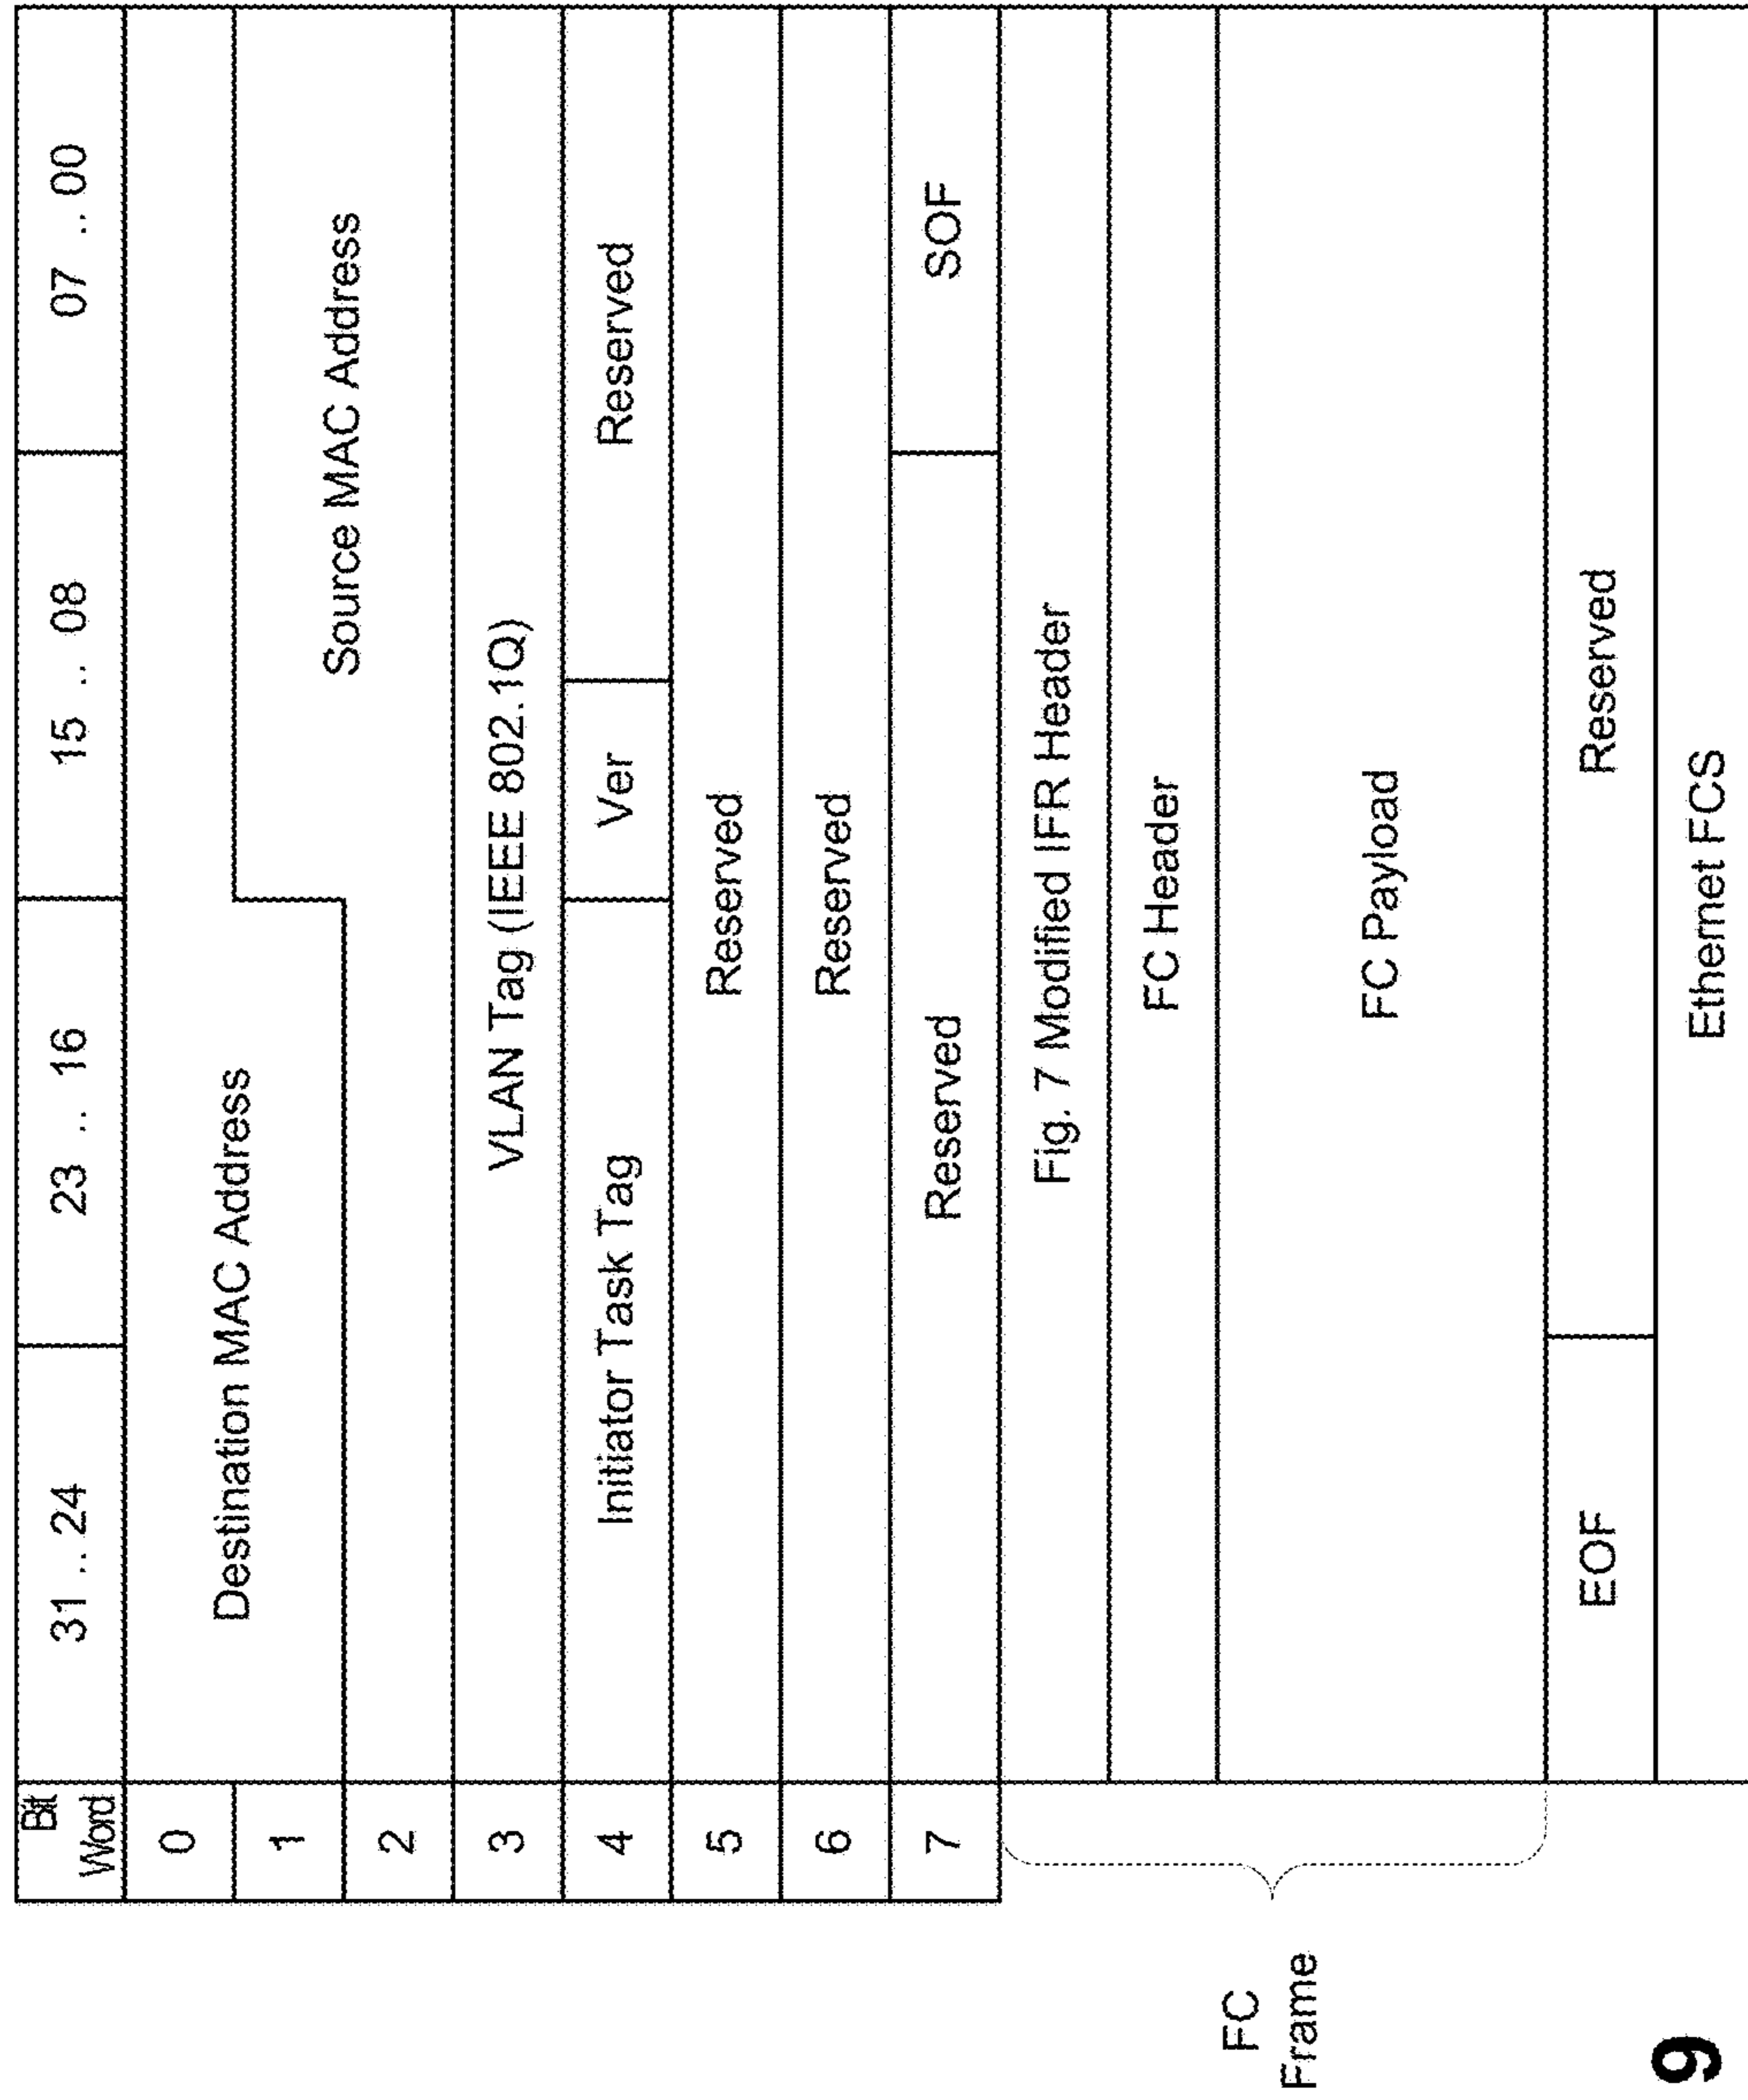 Bit
Word
31 .. 24
23 .. 16
15 .. 08
07 .. 00
0
Destination MAC Address
1
Source MAC Address
2
3
VLAN Tag (IEEE 802.1Q)
4
Initiator Task Tag
Ver
Reserved
5
Reserved
6
Reserved
7
Reserved
SOF
FC
Frame
Fig. 7 Modified IFR Header
FC Header
FC Payload
EOF
Reserved
Ethernet FCS
9